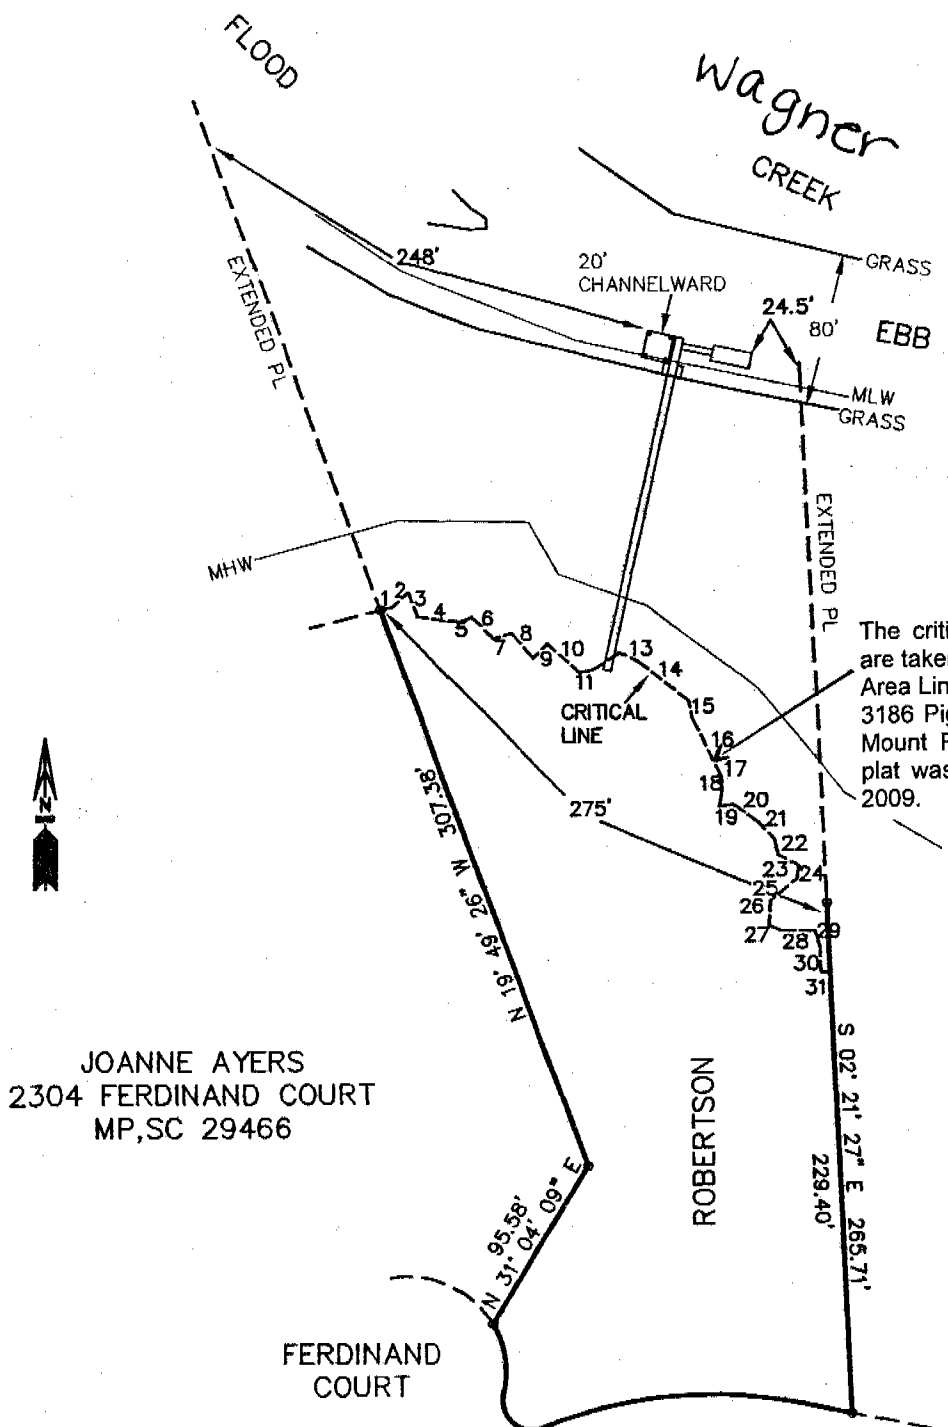 FLOOD
wagner
CREEK
EXTENDED PL
248'
20'
CHANNELWARD
GRASS
24.5'
80'
EBB
MLW
GRASS
EXTENDED PL
MHW
1
2
3
4
5
6
7
8
9
10
11
13
14
15
16
17
18
19
20
21
22
23
24
25
26
27
28
29
30
31
CRITICAL
LINE
The criti
are taker
Area Lin
3186 Pig
Mount P
plat was
2009.
N
275'
N 19° 49' 26" W 307.38'
JOANNE AYERS
2304 FERDINAND COURT
MP,SC 29466
ROBERTSON
S 02° 21' 27" E 265.71'
229.40'
95.58'
N 31° 04' 09" E
FERDINAND
COURT